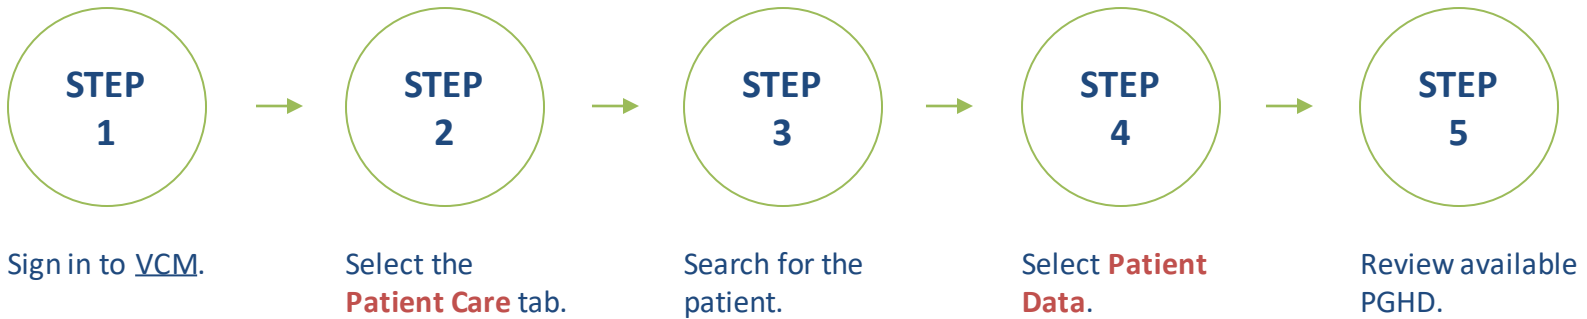 STEP
1
Sign in to VCM.
STEP
2
Select the
Patient Care tab.
STEP
3
Search for the
patient.
STEP
4
Select Patient
Data.
STEP
5
Review available
PGHD.